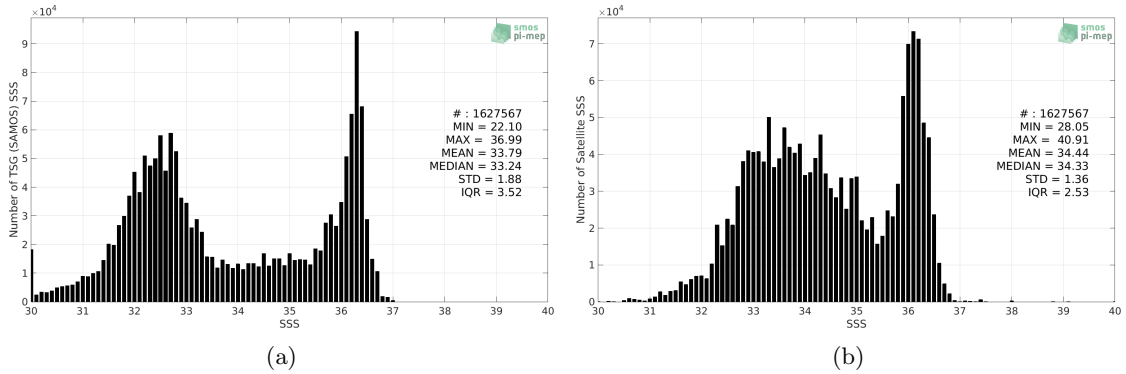 ×10⁴
smos
pi-mep
Number of TSG (SAMOS) SSS
9
8
7
6
5
4
3
2
1
0
# : 1627567
MIN = 22.10
MAX = 36.99
MEAN = 33.79
MEDIAN = 33.24
STD = 1.88
IQR = 3.52
30 31 32 33 34 35 36 37 38 39 40
SSS
(a)
×10⁴
smos
pi-mep
Number of Satellite SSS
7
6
5
4
3
2
1
0
# : 1627567
MIN = 28.05
MAX = 40.91
MEAN = 34.44
MEDIAN = 34.33
STD = 1.36
IQR = 2.53
30 31 32 33 34 35 36 37 38 39 40
SSS
(b)